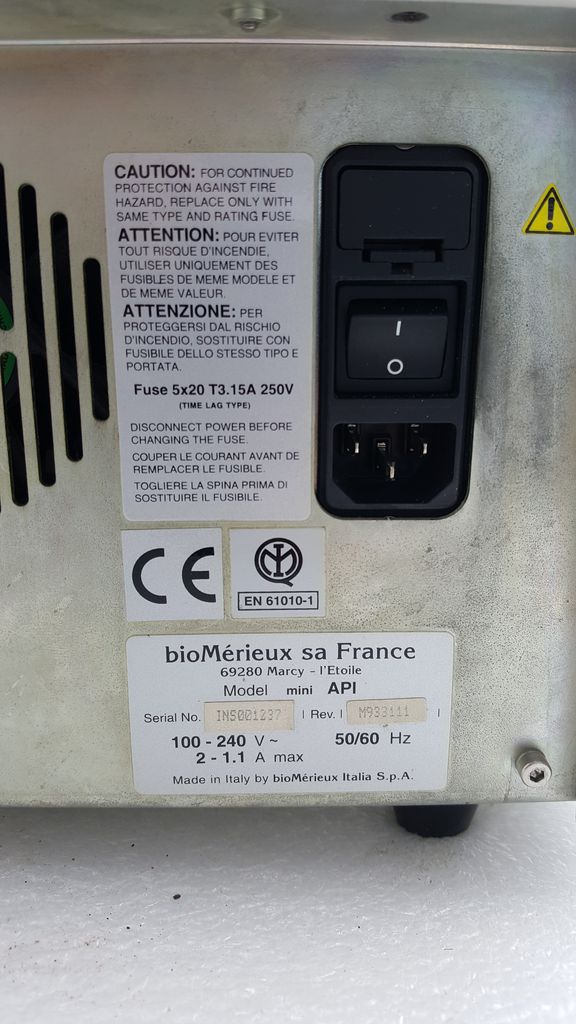 CAUTION: FOR CONTINUED
PROTECTION AGAINST FIRE
HAZARD, REPLACE ONLY WITH
SAME TYPE AND RATING FUSE.
ATTENTION: POUR EVITER
TOUT RISQUE D'INCENDIE,
UTILISER UNIQUEMENT DES
FUSIBLES DE MEME MODELE ET
DE MEME VALEUR.
ATTENZIONE: PER
PROTEGGERSI DAL RISCHIO
D'INCENDIO, SOSTITUIRE CON
FUSIBILE DELLO STESSO TIPO E
PORTATA.
Fuse 5x20 T3.15A 250V
(TIME LAG TYPE)
DISCONNECT POWER BEFORE
CHANGING THE FUSE.
COUPER LE COURANT AVANT DE
REMPLACER LE FUSIBLE.
TOGLIERE LA SPINA PRIMA DI
SOSTITUIRE IL FUSIBILE.
I
O
CE
IMQ
EN 61010-1
bioMérieux sa France
69280 Marcy - l'Etoile
Model mini API
Serial No. INS001237 | Rev. | M933111 |
100 - 240 V ~ 50/60 Hz
2 - 1.1 A max
Made in Italy by bioMérieux Italia S.p.A.